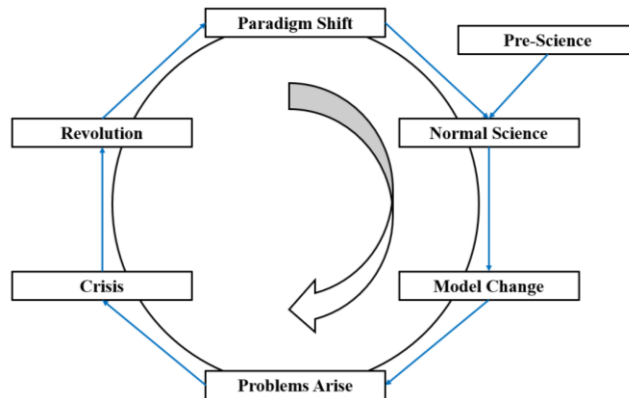 Paradigm Shift
Pre-Science
Revolution
Normal Science
Crisis
Model Change
Problems Arise